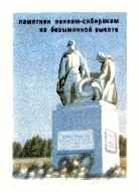 памятник воинам-сибирякам
на безымянной высоте